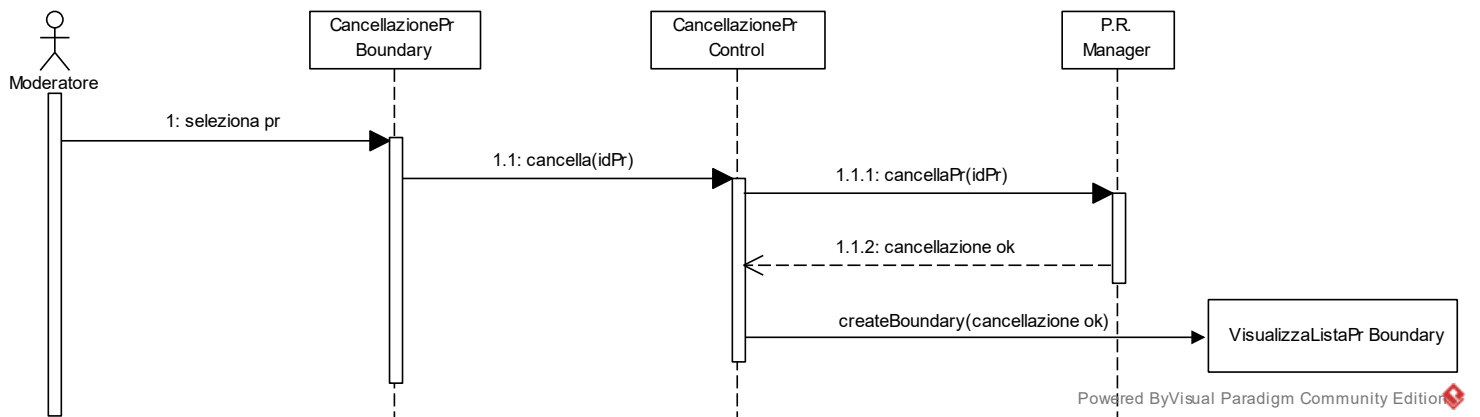 CancellazionePr
Boundary
CancellazionePr
Control
P.R.
Manager
Moderatore
1: seleziona pr
1.1: cancella(idPr)
1.1.1: cancellaPr(idPr)
1.1.2: cancellazione ok
createBoundary(cancellazione ok)
VisualizzaListaPr Boundary
Powered ByVisual Paradigm Community Edition